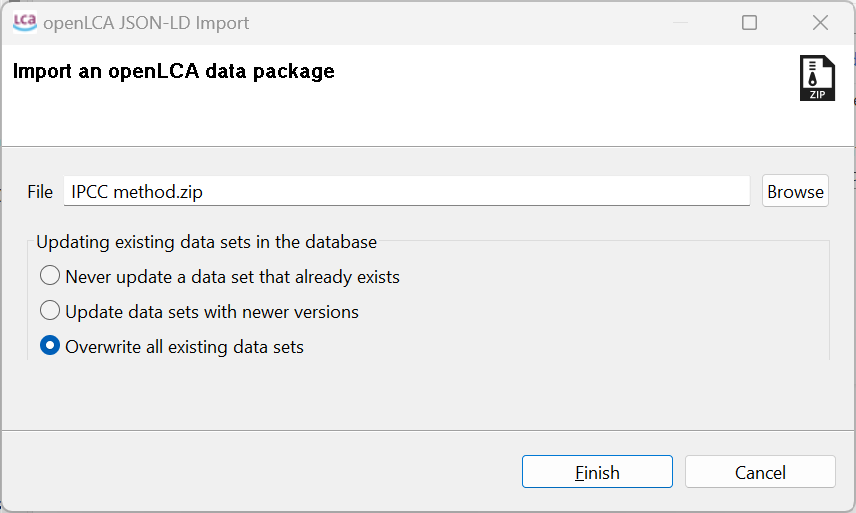 LCA openLCA JSON-LD Import
Import an openLCA data package
ZIP
File IPCC method.zip Browse
Updating existing data sets in the database
Never update a data set that already exists
Update data sets with newer versions
Overwrite all existing data sets
Finish Cancel